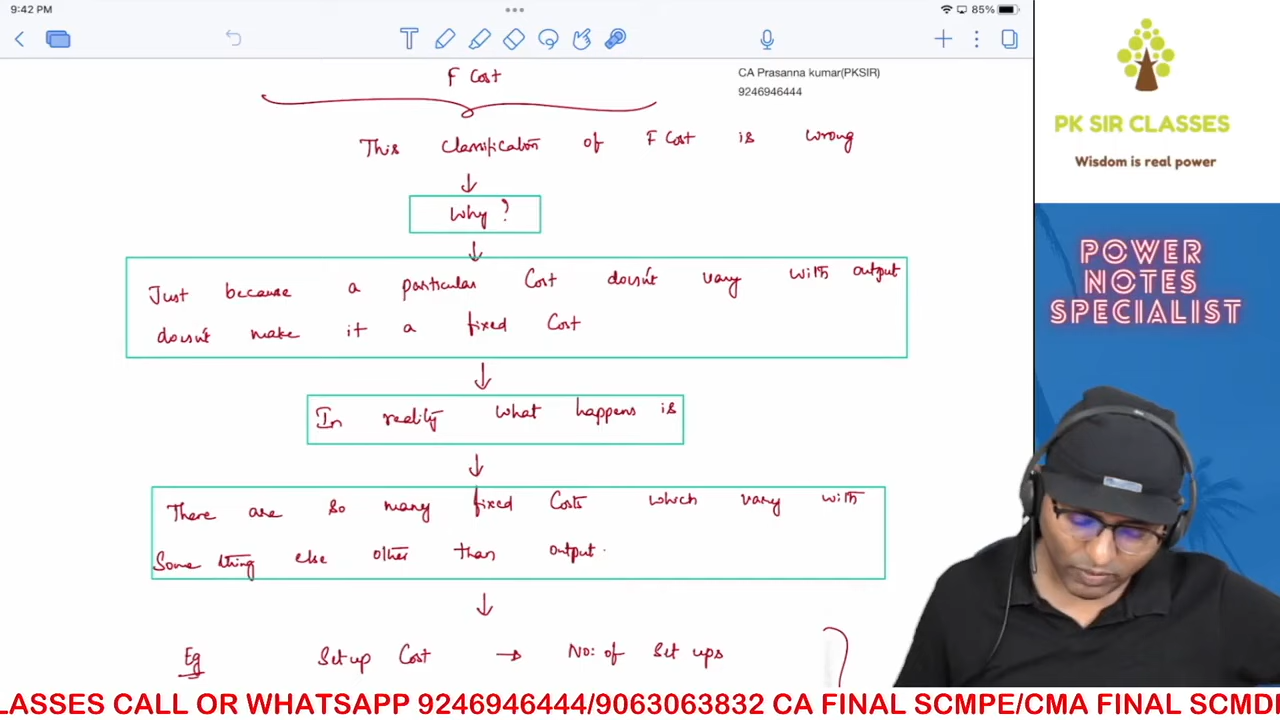 9:42 PM
85%
F Cost
CA Prasanna kumar(PKSIR)
9246946444
This classification of F Cost is wrong
Why?
Just because a particular Cost doesn't vary with output
doesn't make it a fixed Cost
In reality what happens is
There are so many fixed Costs which vary with
Some thing else other than output.
Eg Set up Cost → No: of Set ups
PK SIR CLASSES
Wisdom is real power
POWER
NOTES
SPECIALIST
LASSES CALL OR WHATSAPP 9246946444/9063063832 CA FINAL SCMPE/CMA FINAL SCMD